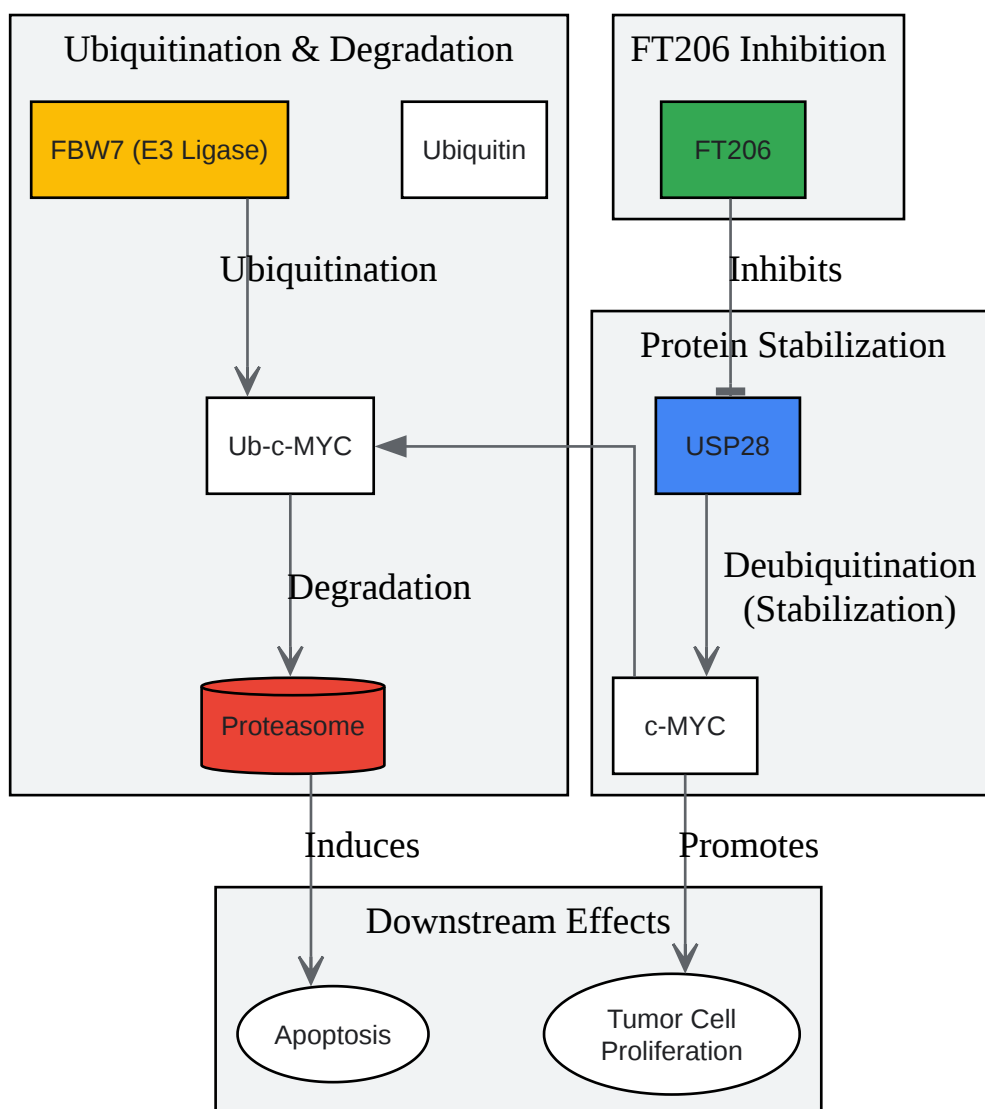 Ubiquitination & Degradation
FT206 Inhibition
FBW7 (E3 Ligase)
Ubiquitin
FT206
Ubiquitination
Inhibits
Protein Stabilization
Ub-c-MYC
USP28
Degradation
Deubiquitination
(Stabilization)
Proteasome
c-MYC
Induces
Promotes
Downstream Effects
Apoptosis
Tumor Cell
Proliferation